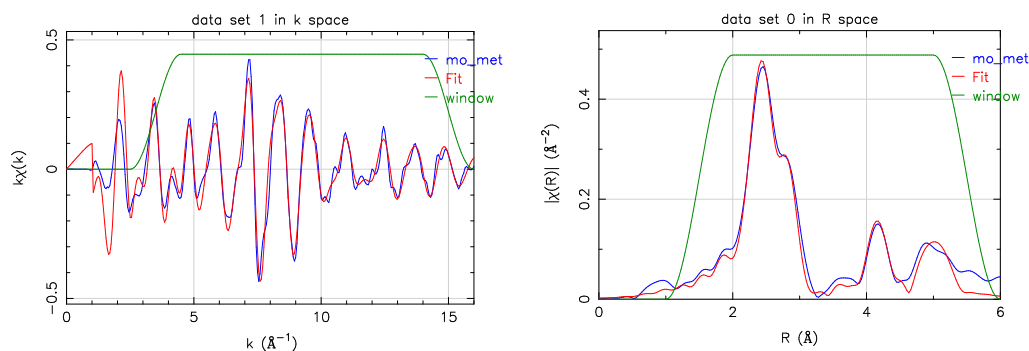 data set 1 in k space
0.5
0
−0.5
kχ(k)
0 5 10 15
k (Å⁻¹)
mo_met
Fit
window
data set 0 in R space
0.4
0.2
0
|χ(R)| (Å⁻²)
0 2 4 6
R (Å)
mo_met
Fit
window